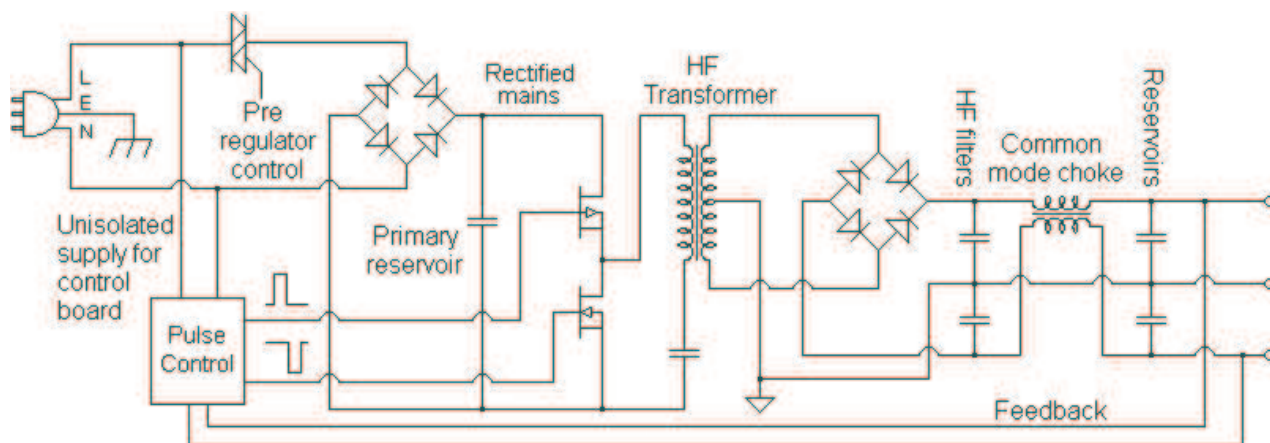 L
E
N
Pre
regulator
control
Rectified
mains
HF
Transformer
HF filters
Common
mode choke
Reservoirs
Unisolated
supply for
control
board
Primary
reservoir
Pulse
Control
Feedback